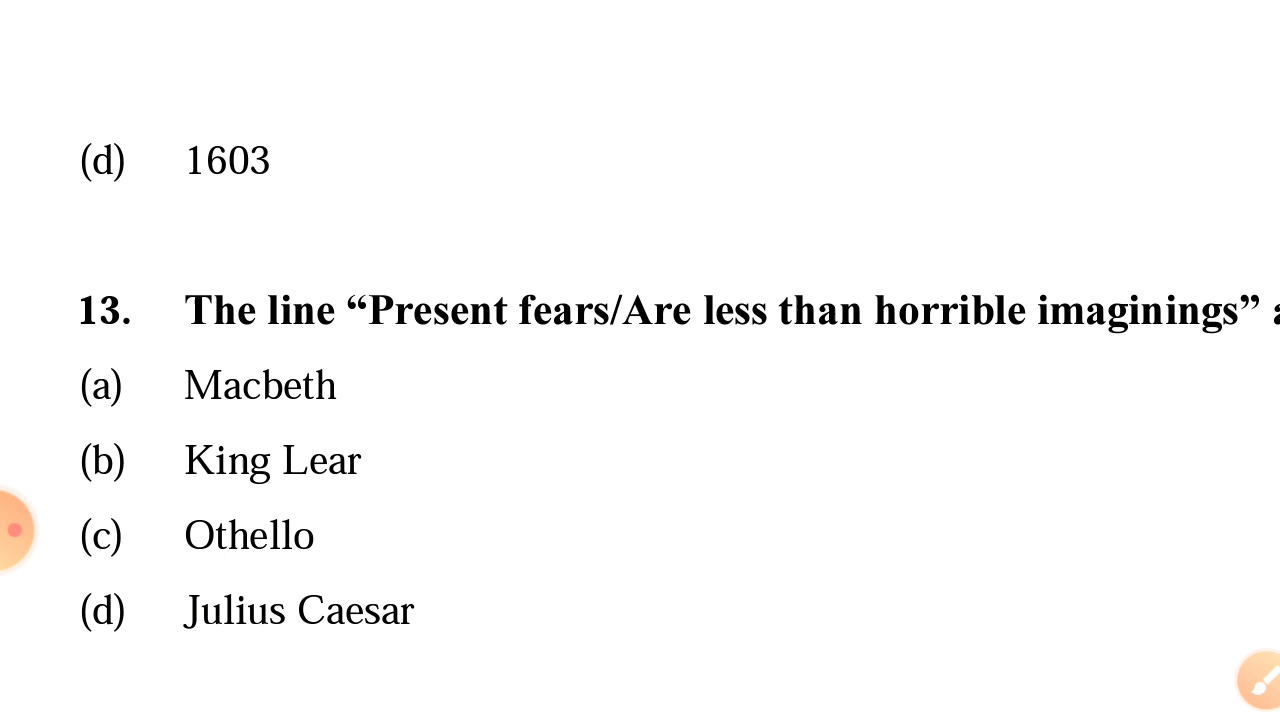 (d) 1603
13. The line “Present fears/Are less than horrible imaginings”
(a) Macbeth
(b) King Lear
(c) Othello
(d) Julius Caesar